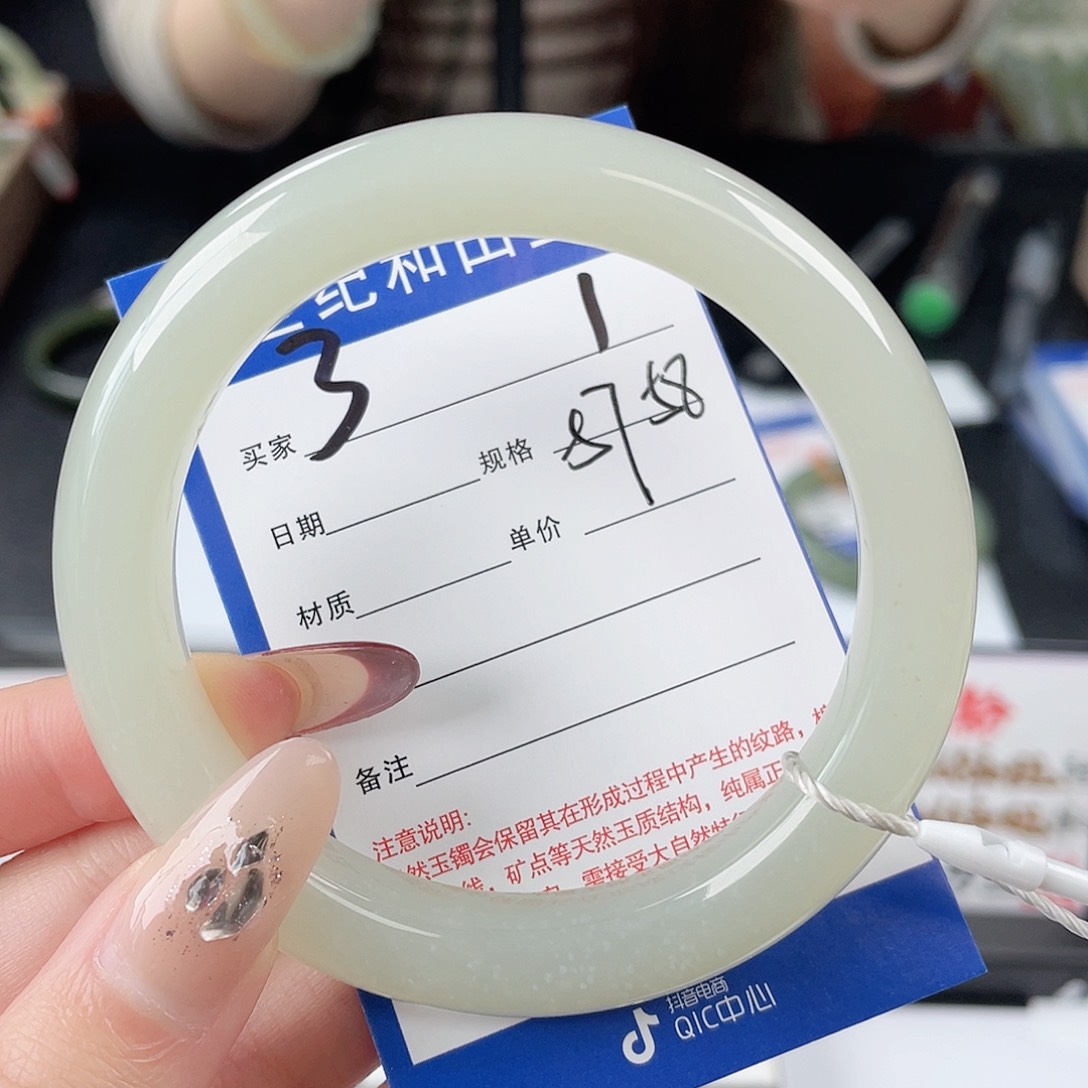 纪和田
3 1
买家
规格 57 58
日期
单价
材质
备注
注意说明:
然玉镯会保留其在形成过程中产生的纹路,
线, 矿点等天然玉质结构, 纯属正
需接受大自然特
抖音电商
QIC中心